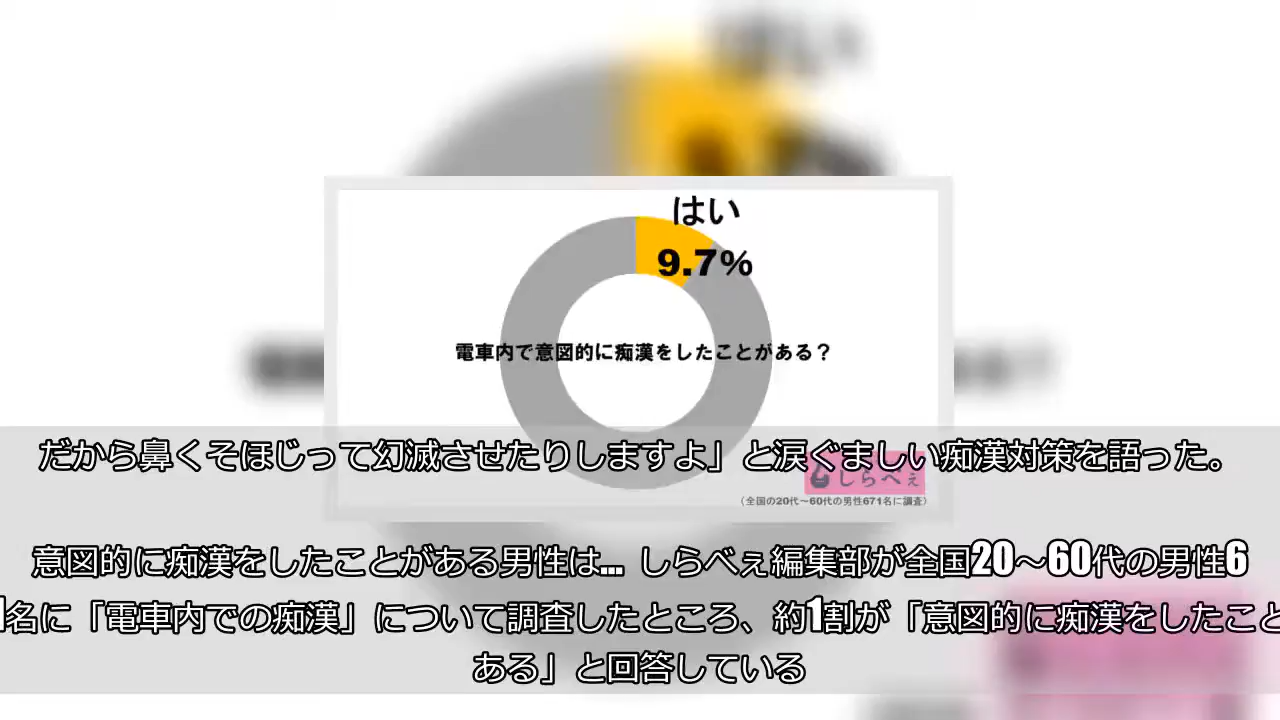 はい
9.7%
電車内で意図的に痴漢をしたことがある？
だから鼻くそほじって幻滅させたりしますよ」と涙ぐましい痴漢対策を語った。
しらべぇ
（全国の20代～60代の男性671名に調査）
意図的に痴漢をしたことがある男性は... しらべぇ編集部が全国20～60代の男性6
1名に「電車内での痴漢」について調査したところ、約1割が「意図的に痴漢をしたこと
ある」と回答している